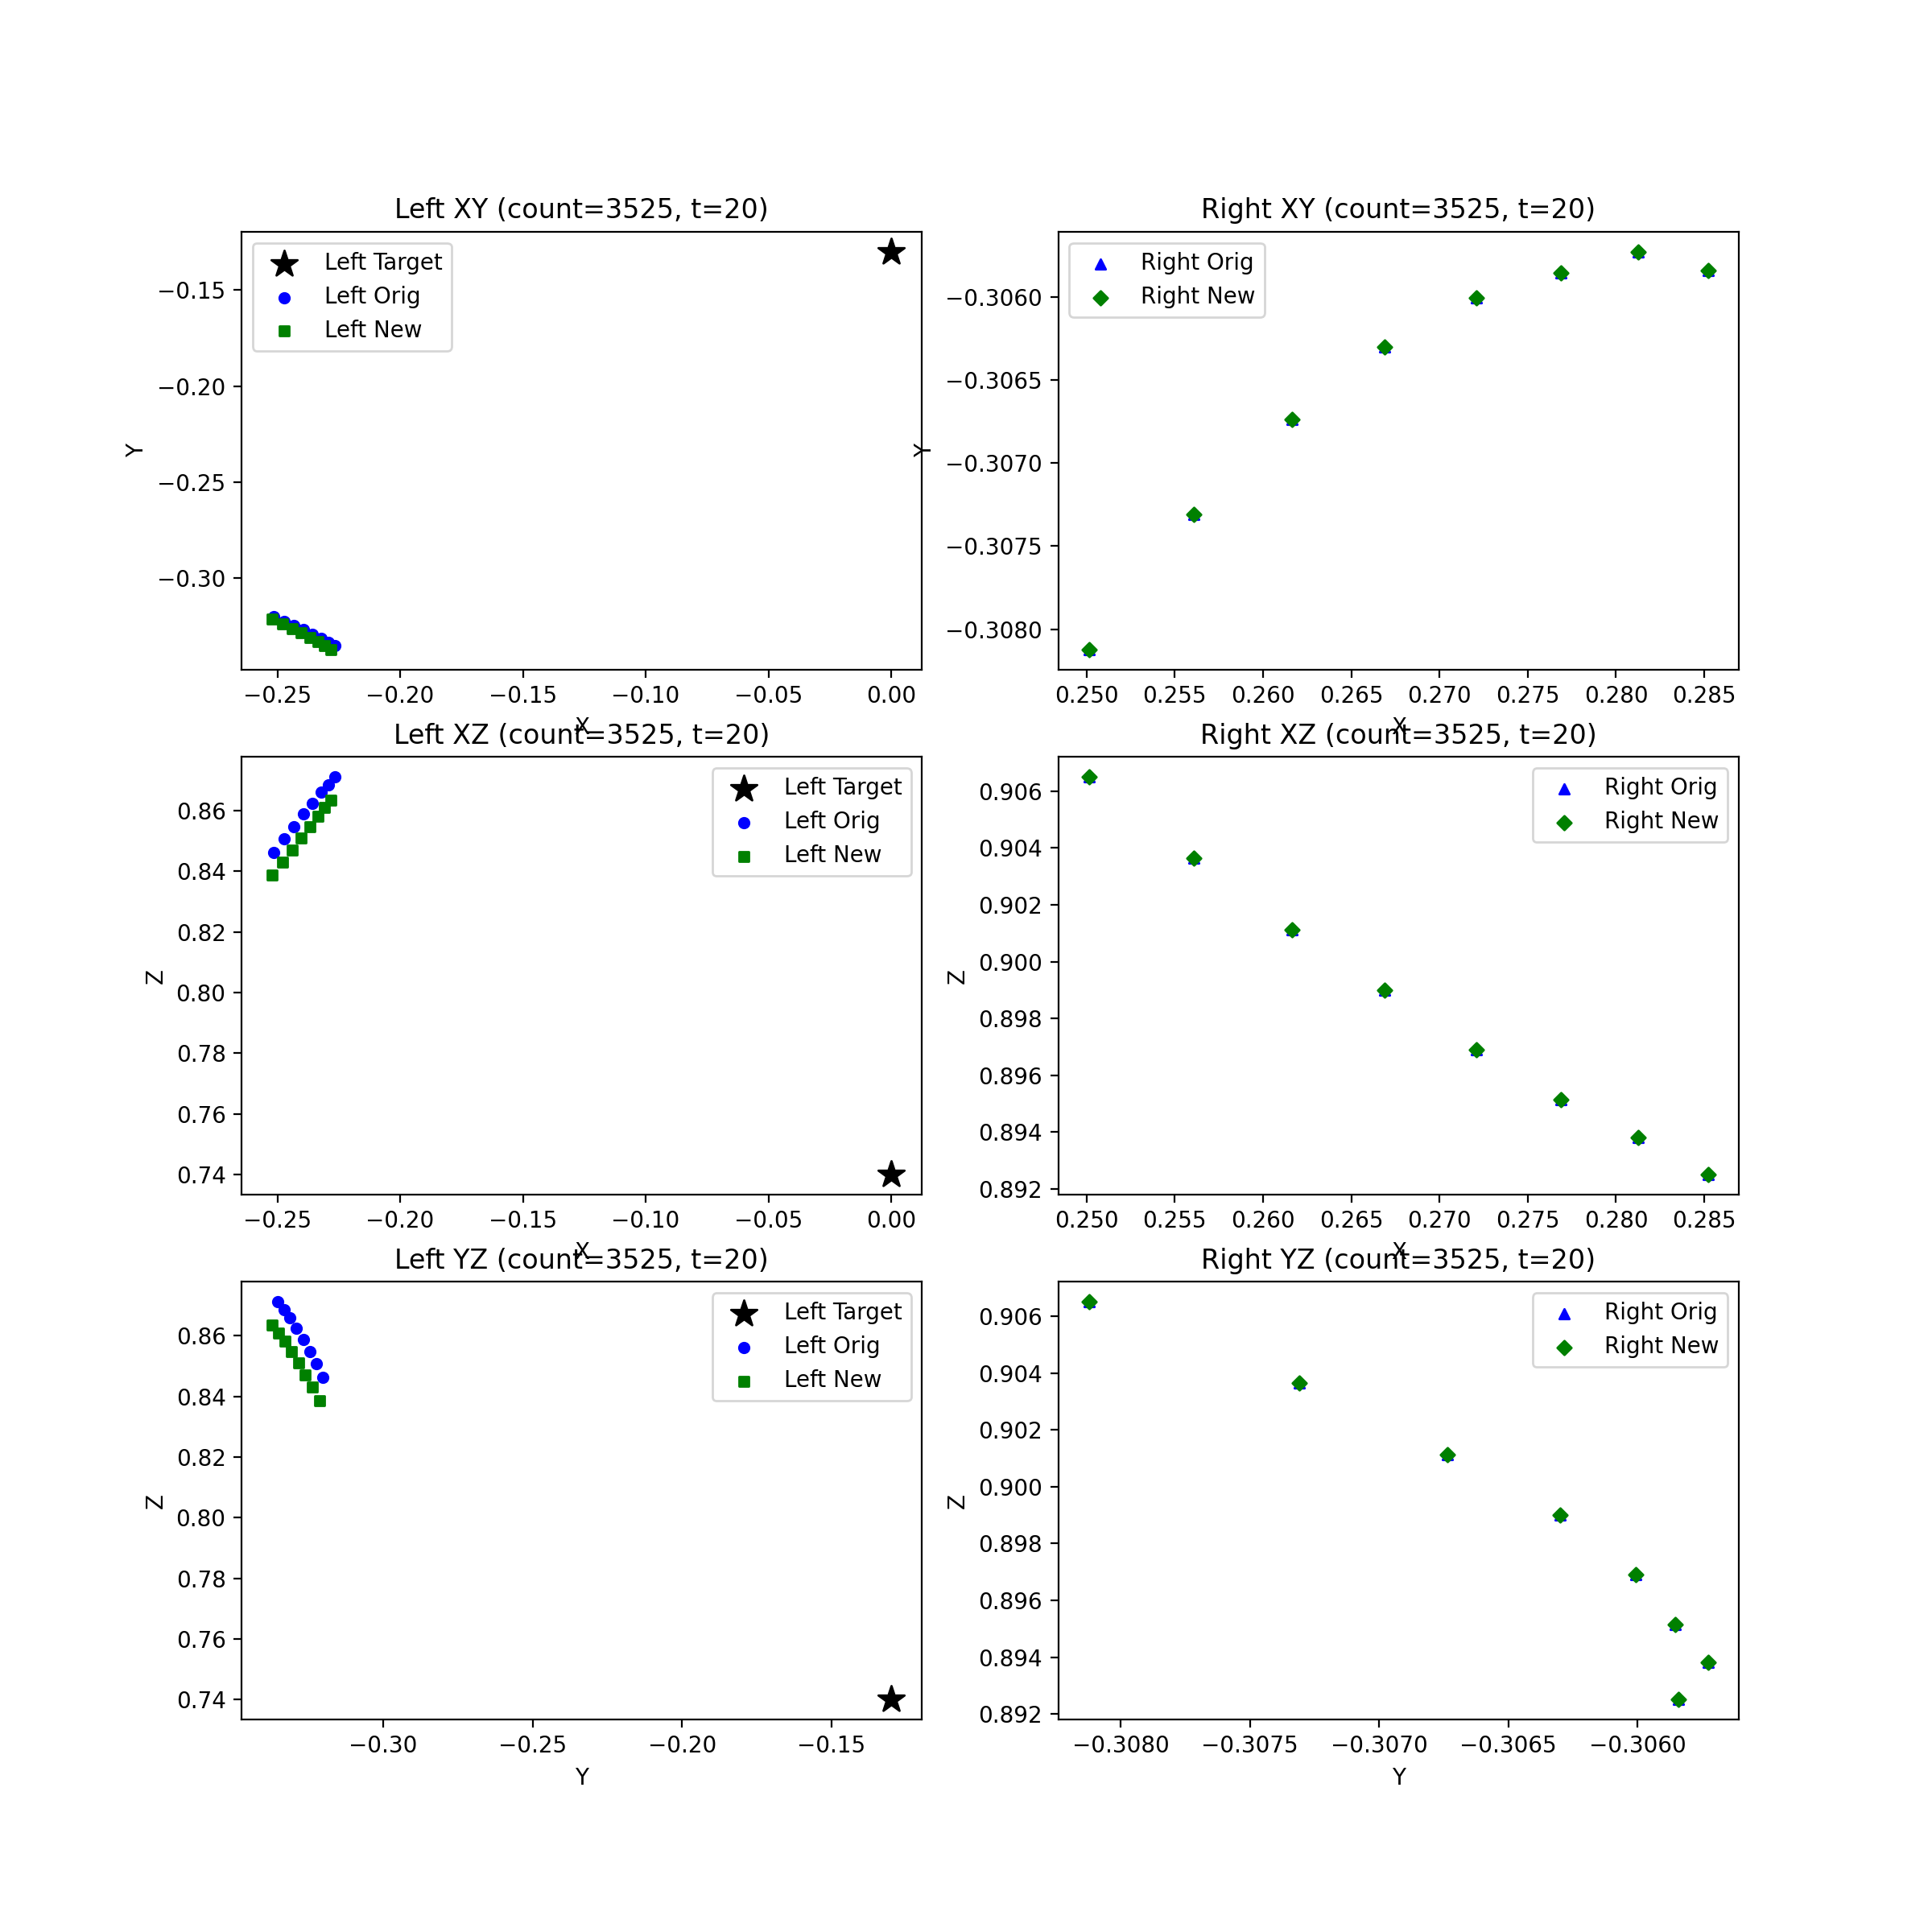 Left XY (count=3525, t=20)
Left Target
Left Orig
Left New
−0.15
−0.20
−0.25
−0.30
Y
−0.25
−0.20
−0.15
−0.10
−0.05
0.00
X
Right XY (count=3525, t=20)
Right Orig
Right New
−0.3060
−0.3065
−0.3070
−0.3075
−0.3080
Y
0.250
0.255
0.260
0.265
0.270
0.275
0.280
0.285
X
Left XZ (count=3525, t=20)
Left Target
Left Orig
Left New
0.86
0.84
0.82
0.80
0.78
0.76
0.74
Z
−0.25
−0.20
−0.15
−0.10
−0.05
0.00
X
Right XZ (count=3525, t=20)
Right Orig
Right New
0.906
0.904
0.902
0.900
0.898
0.896
0.894
0.892
Z
0.250
0.255
0.260
0.265
0.270
0.275
0.280
0.285
X
Left YZ (count=3525, t=20)
Left Target
Left Orig
Left New
0.86
0.84
0.82
0.80
0.78
0.76
0.74
Z
−0.30
−0.25
−0.20
−0.15
Y
Right YZ (count=3525, t=20)
Right Orig
Right New
0.906
0.904
0.902
0.900
0.898
0.896
0.894
0.892
Z
−0.3080
−0.3075
−0.3070
−0.3065
−0.3060
Y